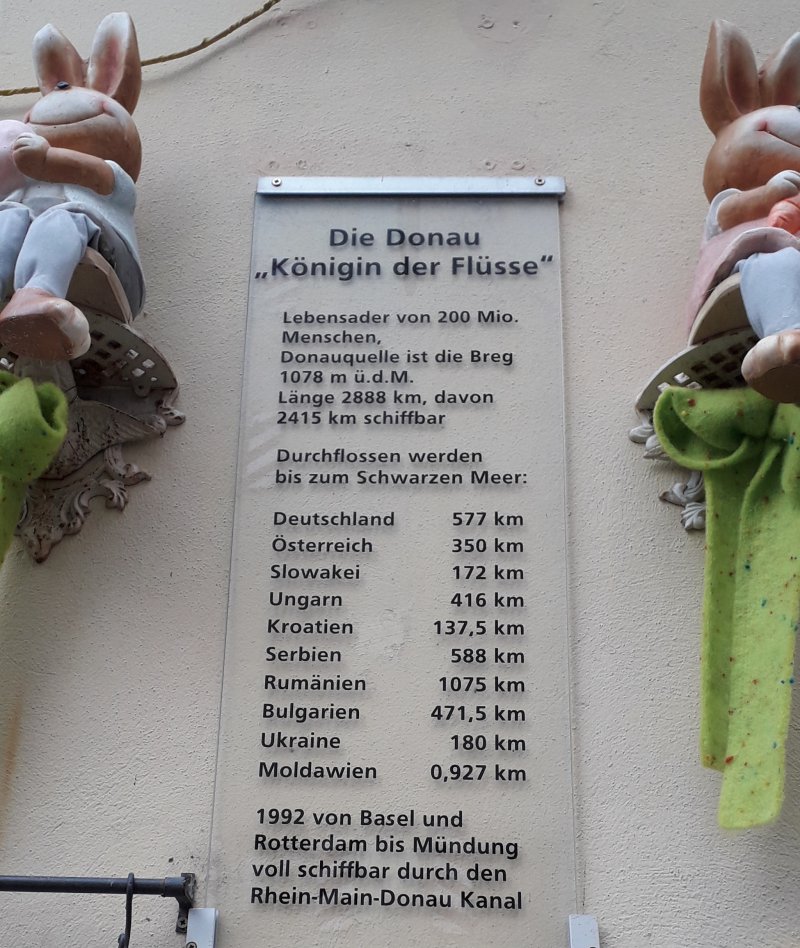 Die Donau
„Königin der Flüsse“
Lebensader von 200 Mio.
Menschen,
Donauquelle ist die Breg
1078 m ü.d.M.
Länge 2888 km, davon
2415 km schiffbar
Durchflossen werden
bis zum Schwarzen Meer:
Deutschland 577 km
Österreich 350 km
Slowakei 172 km
Ungarn 416 km
Kroatien 137,5 km
Serbien 588 km
Rumänien 1075 km
Bulgarien 471,5 km
Ukraine 180 km
Moldawien 0,927 km
1992 von Basel und
Rotterdam bis Mündung
voll schiffbar durch den
Rhein-Main-Donau Kanal